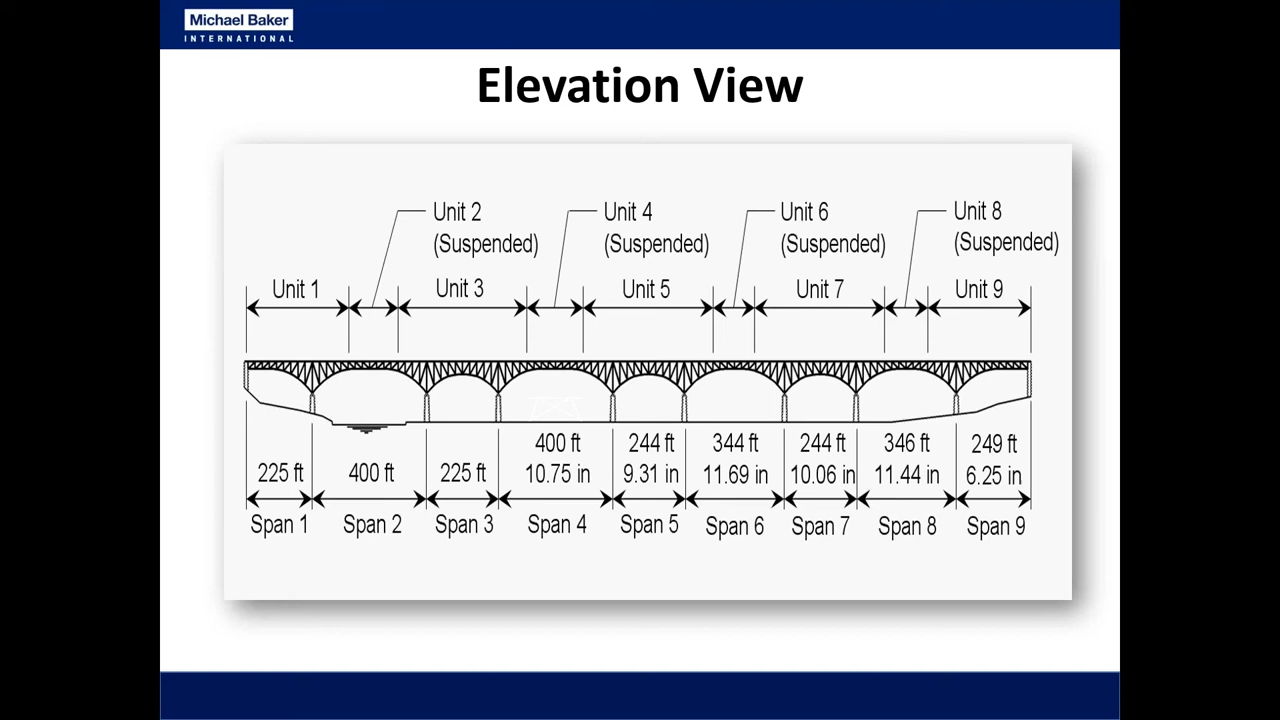 Michael Baker
INTERNATIONAL
Elevation View
Unit 2
(Suspended)
Unit 4
(Suspended)
Unit 6
(Suspended)
Unit 8
(Suspended)
Unit 1
Unit 3
Unit 5
Unit 7
Unit 9
225 ft
400 ft
225 ft
400 ft
10.75 in
244 ft
9.31 in
344 ft
11.69 in
244 ft
10.06 in
346 ft
11.44 in
249 ft
6.25 in
Span 1
Span 2
Span 3
Span 4
Span 5
Span 6
Span 7
Span 8
Span 9